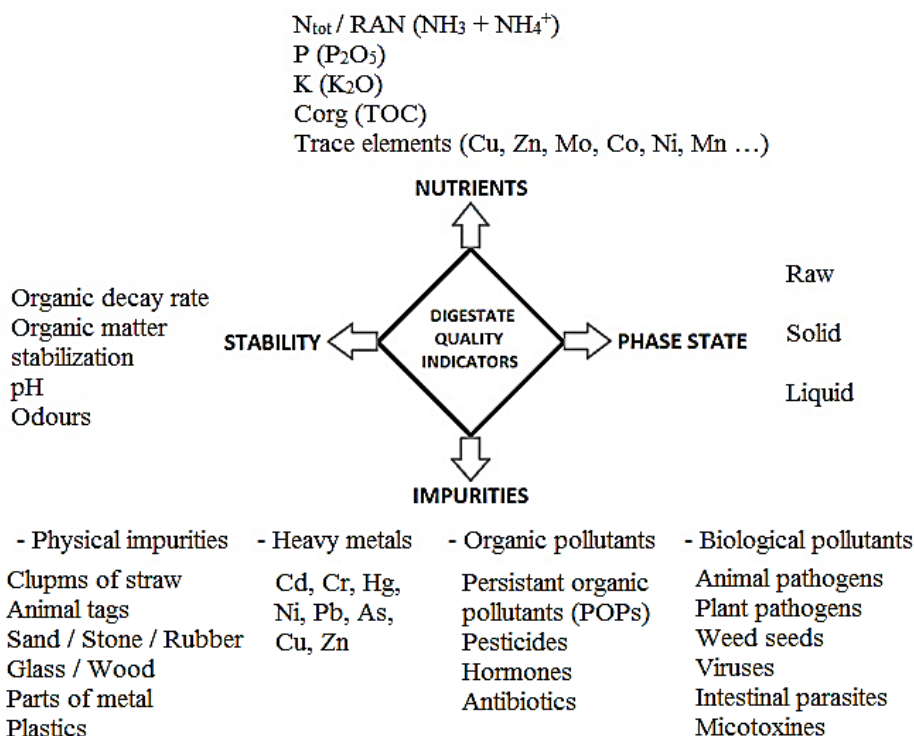 Ntot / RAN (NH3 + NH4+)
P (P2O5)
K (K2O)
Corg (TOC)
Trace elements (Cu, Zn, Mo, Co, Ni, Mn ...)
NUTRIENTS
Organic decay rate
Organic matter
stabilization
pH
Odours
STABILITY
DIGESTATE
QUALITY
INDICATORS
PHASE STATE
Raw
Solid
Liquid
IMPURITIES
- Physical impurities
Clupms of straw
Animal tags
Sand / Stone / Rubber
Glass / Wood
Parts of metal
Plastics
- Heavy metals
Cd, Cr, Hg,
Ni, Pb, As,
Cu, Zn
- Organic pollutants
Persistant organic
pollutants (POPs)
Pesticides
Hormones
Antibiotics
- Biological pollutants
Animal pathogens
Plant pathogens
Weed seeds
Viruses
Intestinal parasites
Micotoxines